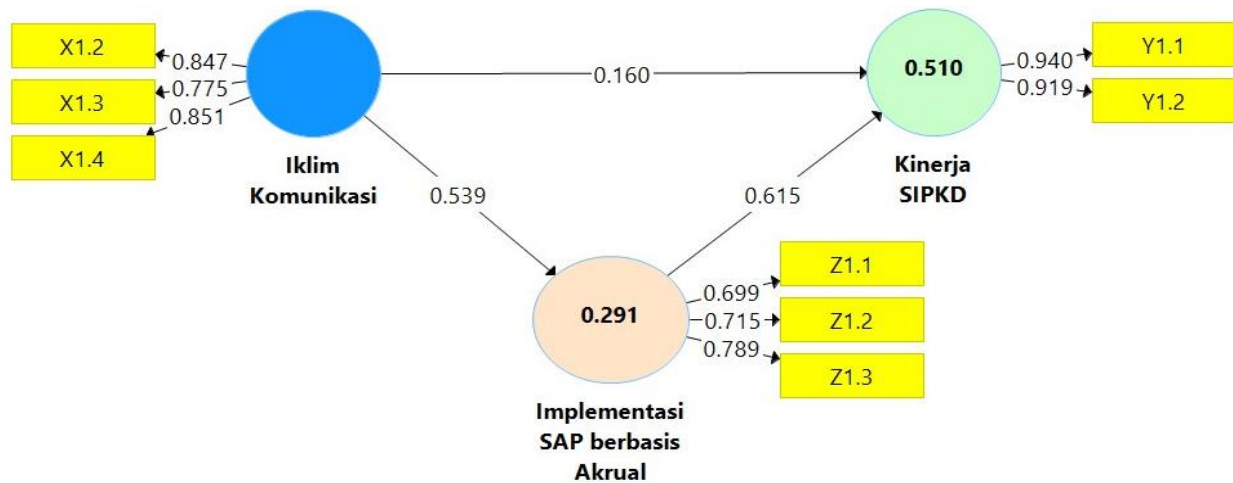 X1.2
X1.3
X1.4
0.847
0.775
0.851
Iklim
Komunikasi
0.160
0.539
0.615
0.510
Kinerja
SIPKD
0.940
0.919
Y1.1
Y1.2
0.291
Implementasi
SAP berbasis
Akrual
0.699
0.715
0.789
Z1.1
Z1.2
Z1.3